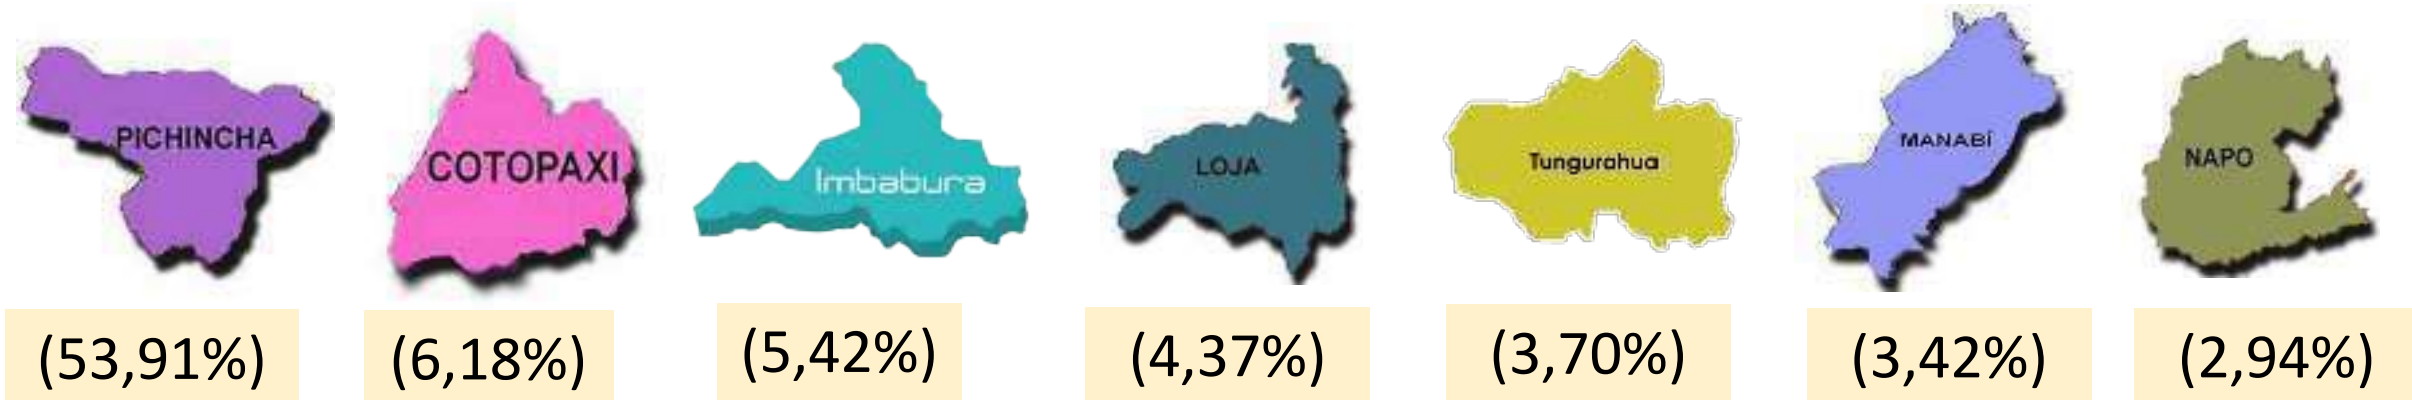 PICHINCHA
COTOPAXI
Imbabura
LOJA
Tungurahua
MANABÍ
NAPO
(53,91%)
(6,18%)
(5,42%)
(4,37%)
(3,70%)
(3,42%)
(2,94%)